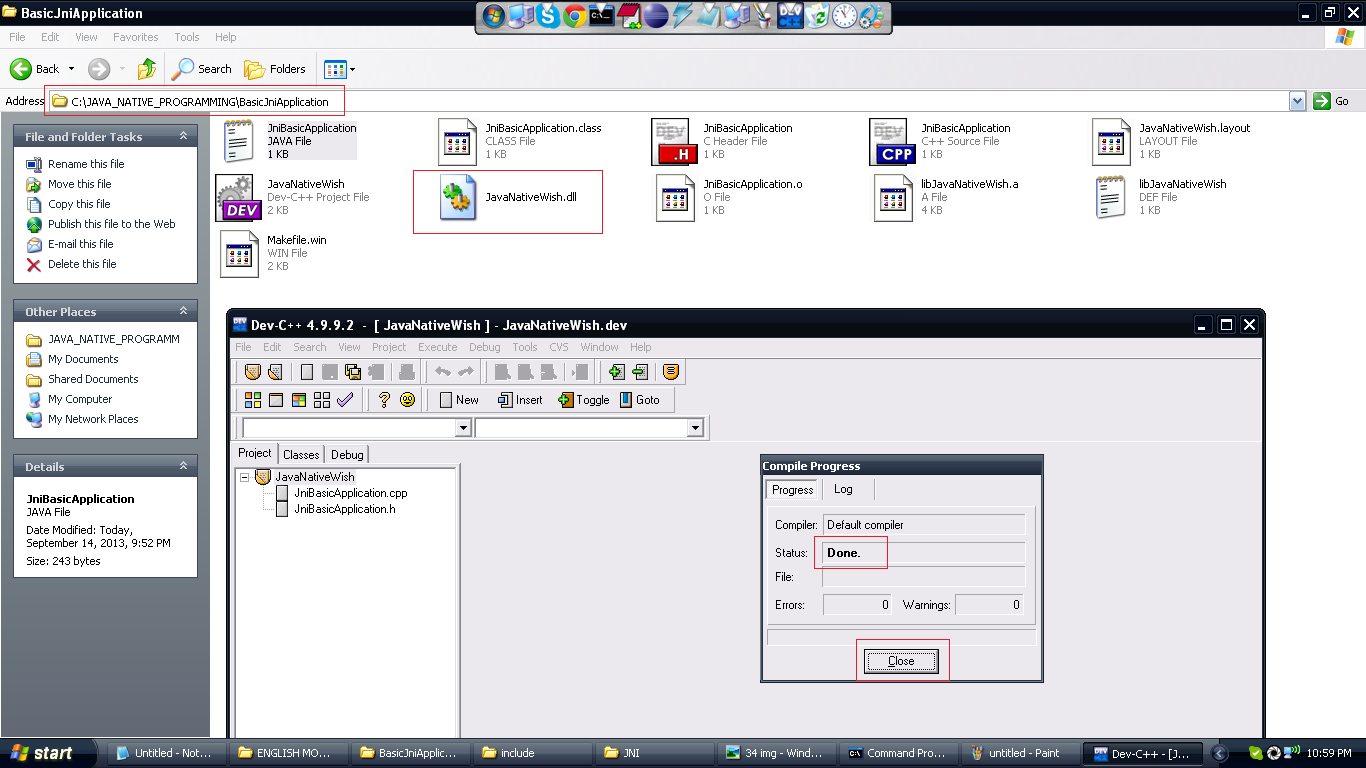 BasicJniApplication
File Edit View Favorites Tools Help
Back Search Folders
Address C:\JAVA_NATIVE_PROGRAMMING\BasicJniApplication Go
File and Folder Tasks
Rename this file
Move this file
Copy this file
Publish this file to the Web
E-mail this file
Delete this file
Other Places
JAVA_NATIVE_PROGRAMM
My Documents
Shared Documents
My Computer
My Network Places
Details
JniBasicApplication
JAVA File
Date Modified: Today,
September 14, 2013, 9:52 PM
Size: 243 bytes
JniBasicApplication
JAVA File
1 KB
JniBasicApplication.class
CLASS File
1 KB
.H
JniBasicApplication
C Header File
1 KB
CPP
JniBasicApplication
C++ Source File
1 KB
JavaNativeWish.layout
LAYOUT File
1 KB
DEV
JavaNativeWish
Dev-C++ Project File
2 KB
JavaNativeWish.dll
JniBasicApplication.o
O File
1 KB
libJavaNativeWish.a
A File
4 KB
libJavaNativeWish
DEF File
1 KB
Makefile.win
WIN File
2 KB
Dev-C++ 4.9.9.2 - [ JavaNativeWish ] - JavaNativeWish.dev
File Edit Search View Project Execute Debug Tools CVS Window Help
New Insert Toggle Goto
Project Classes Debug
JavaNativeWish
JniBasicApplication.cpp
JniBasicApplication.h
Compile Progress
Progress Log
Compiler: Default compiler
Status: Done.
File:
Errors: 0 Warnings: 0
Close
start Untitled - Not... ENGLISH MO... BasicJniApplic... include JNI 34 img - Wind... Command Pro... untitled - Paint Dev-C++ - [J... 10:59 PM